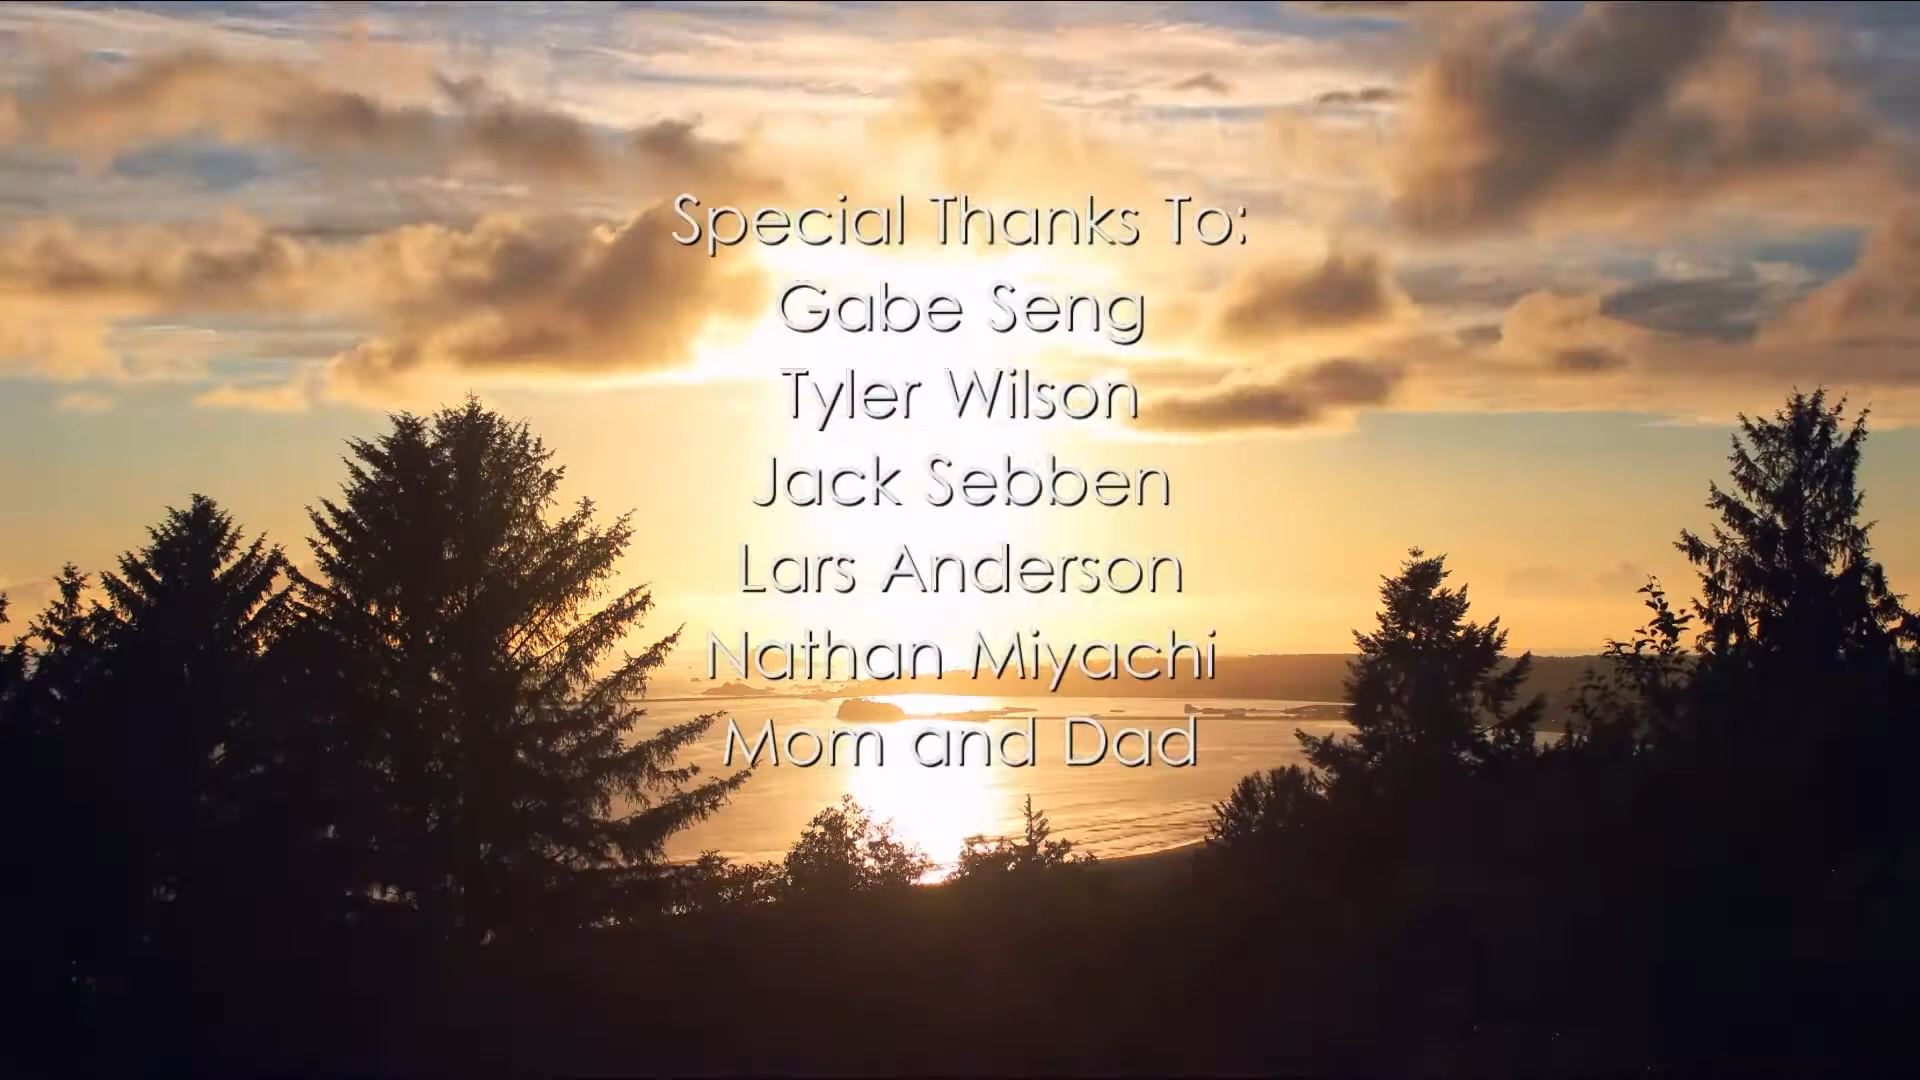 Special Thanks To:
Gabe Seng
Tyler Wilson
Jack Sebben
Lars Anderson
Nathan Miyachi
Mom and Dad